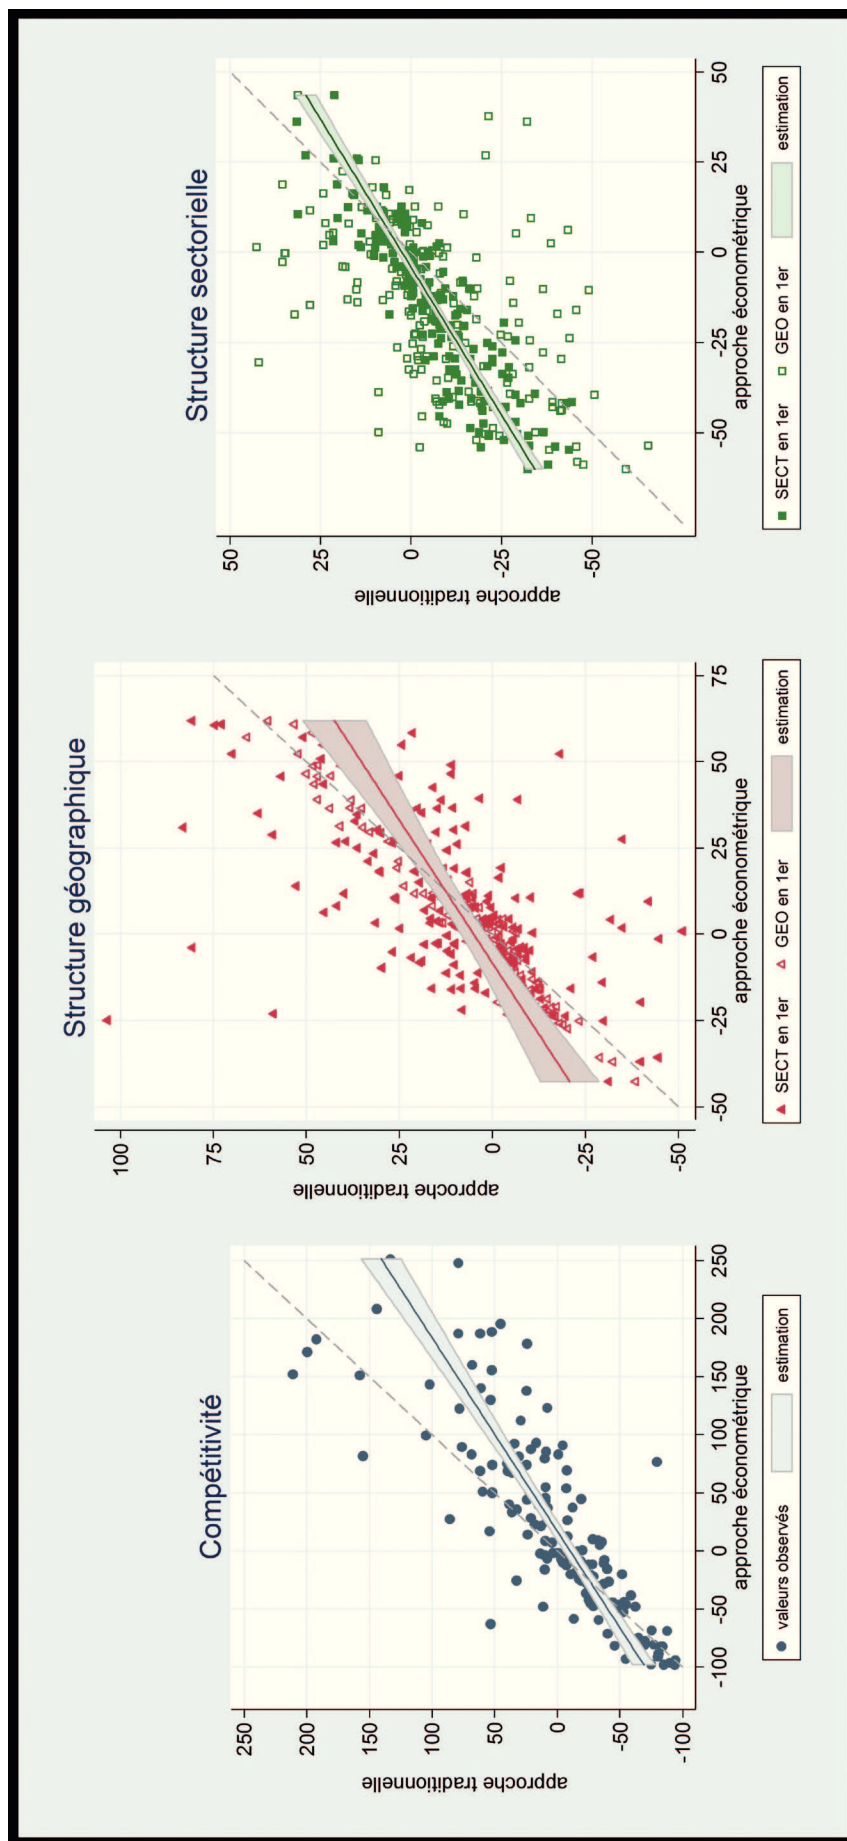 Compétitivité
approche traditionnelle
250
200
150
100
50
0
-50
-100
-100 -50 0 50 100 150 200 250
approche économétrique
valeurs observés estimation
Structure géographique
approche traditionnelle
100
75
50
25
0
-25
-50
-50 -25 0 25 50 75
approche économétrique
SECT en 1er GEO en 1er estimation
Structure sectorielle
approche traditionnelle
50
25
0
-25
-50
-50 -25 0 25 50
approche économétrique
SECT en 1er GEO en 1er estimation